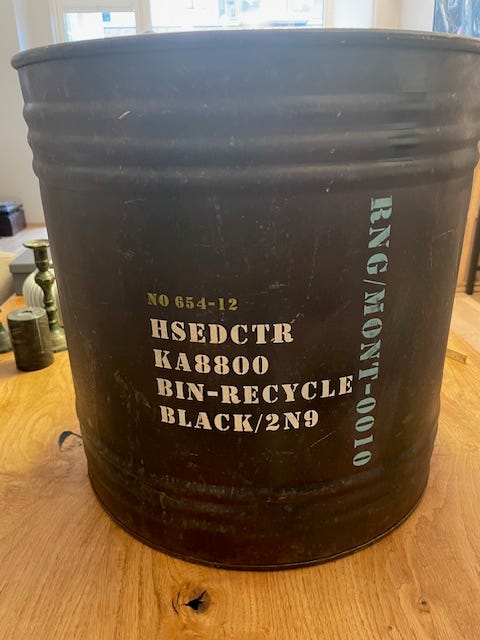 NO 654-12
HSEDCTR
KA8800
BIN-RECYCLE
BLACK/2N9
RNG/MONT-0010